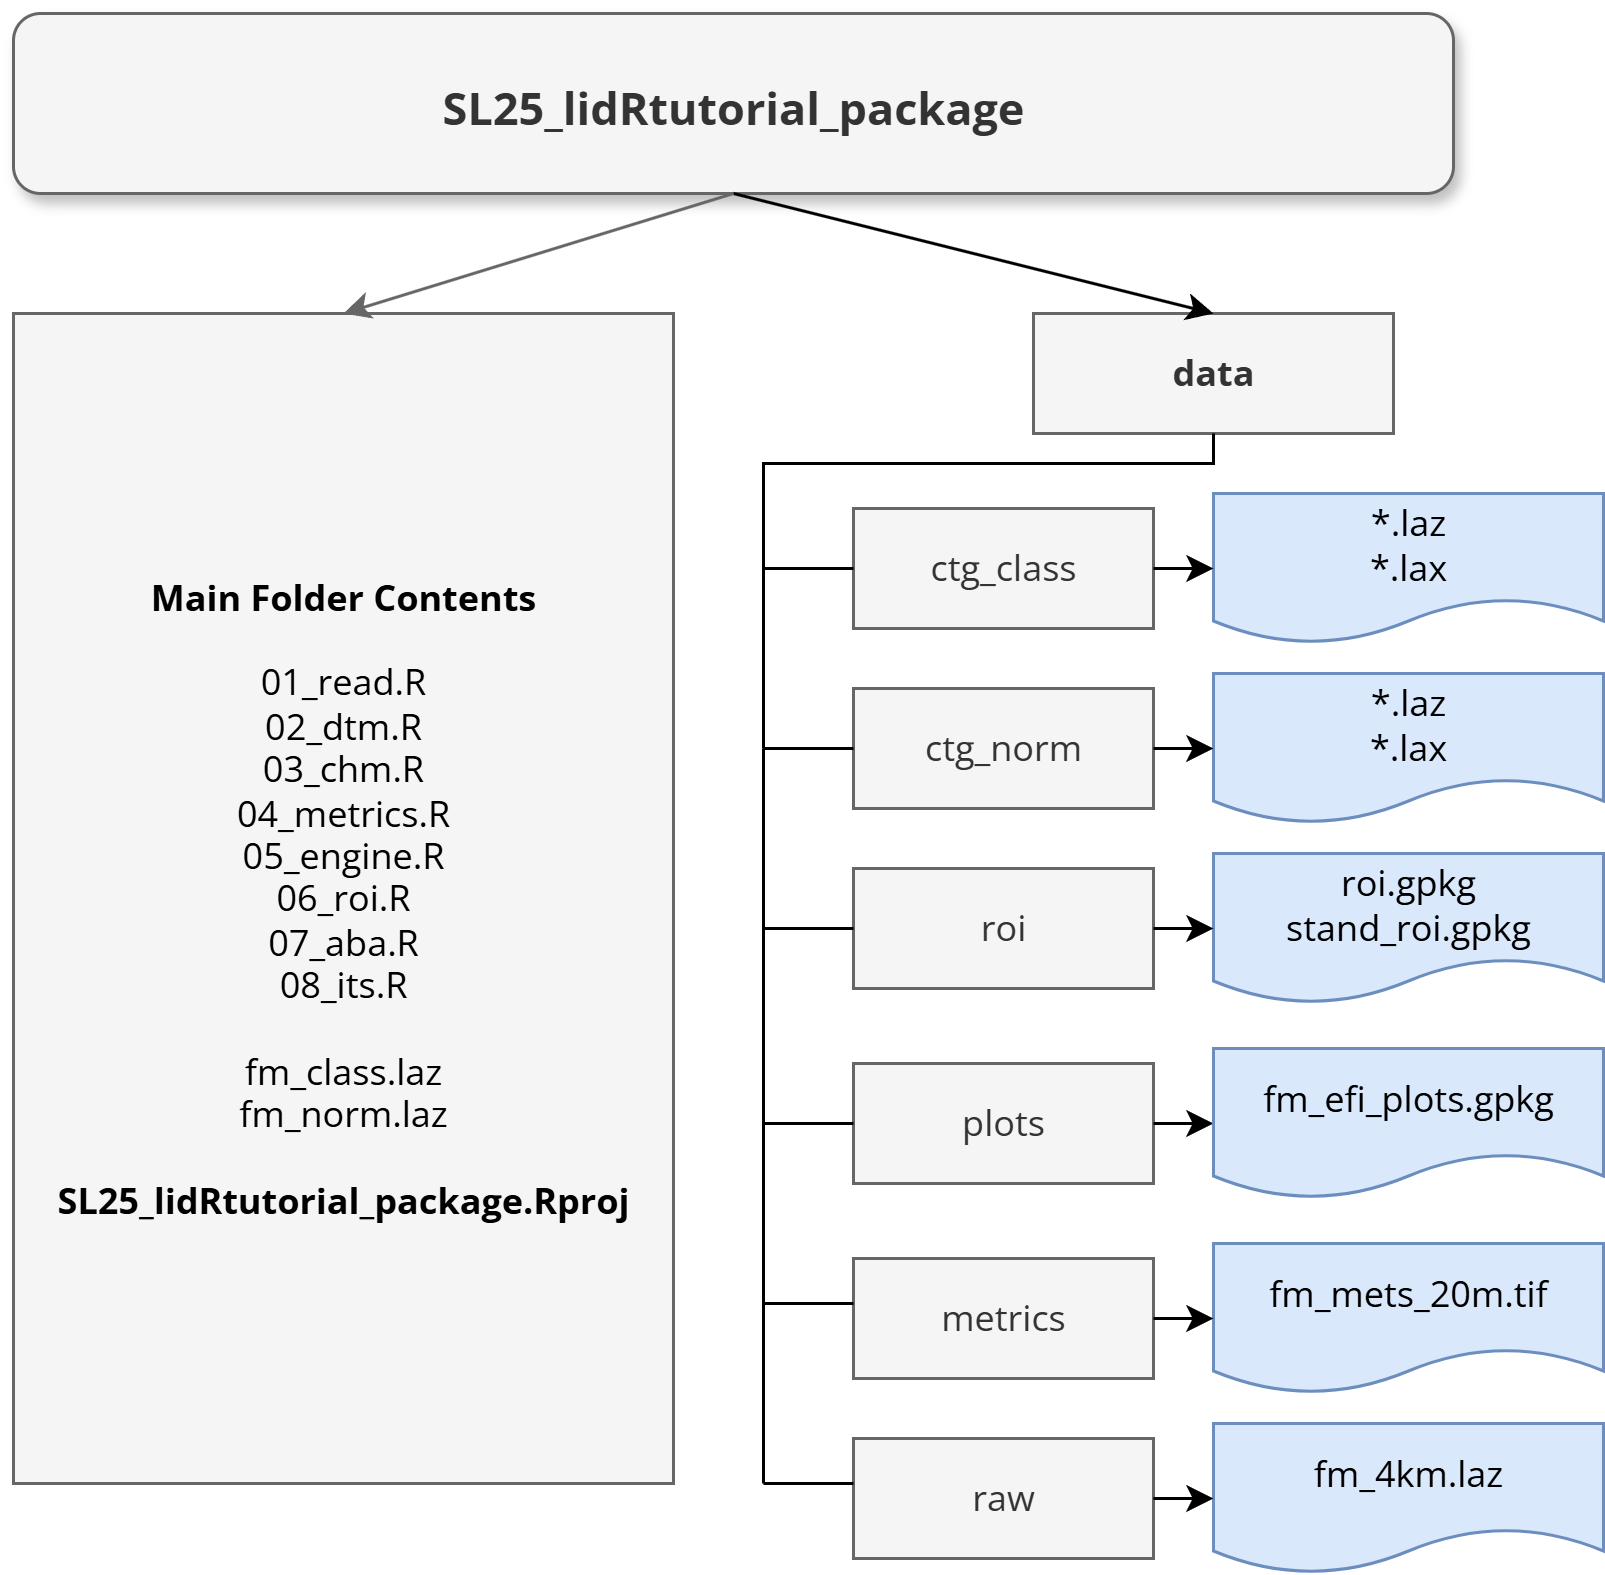 SL25_lidRtutorial_package
Main Folder Contents
01_read.R
02_dtm.R
03_chm.R
04_metrics.R
05_engine.R
06_roi.R
07_aba.R
08_its.R
fm_class.laz
fm_norm.laz
SL25_lidRtutorial_package.Rproj
data
ctg_class
*.laz
*.lax
ctg_norm
*.laz
*.lax
roi
roi.gpkg
stand_roi.gpkg
plots
fm_efi_plots.gpkg
metrics
fm_mets_20m.tif
raw
fm_4km.laz